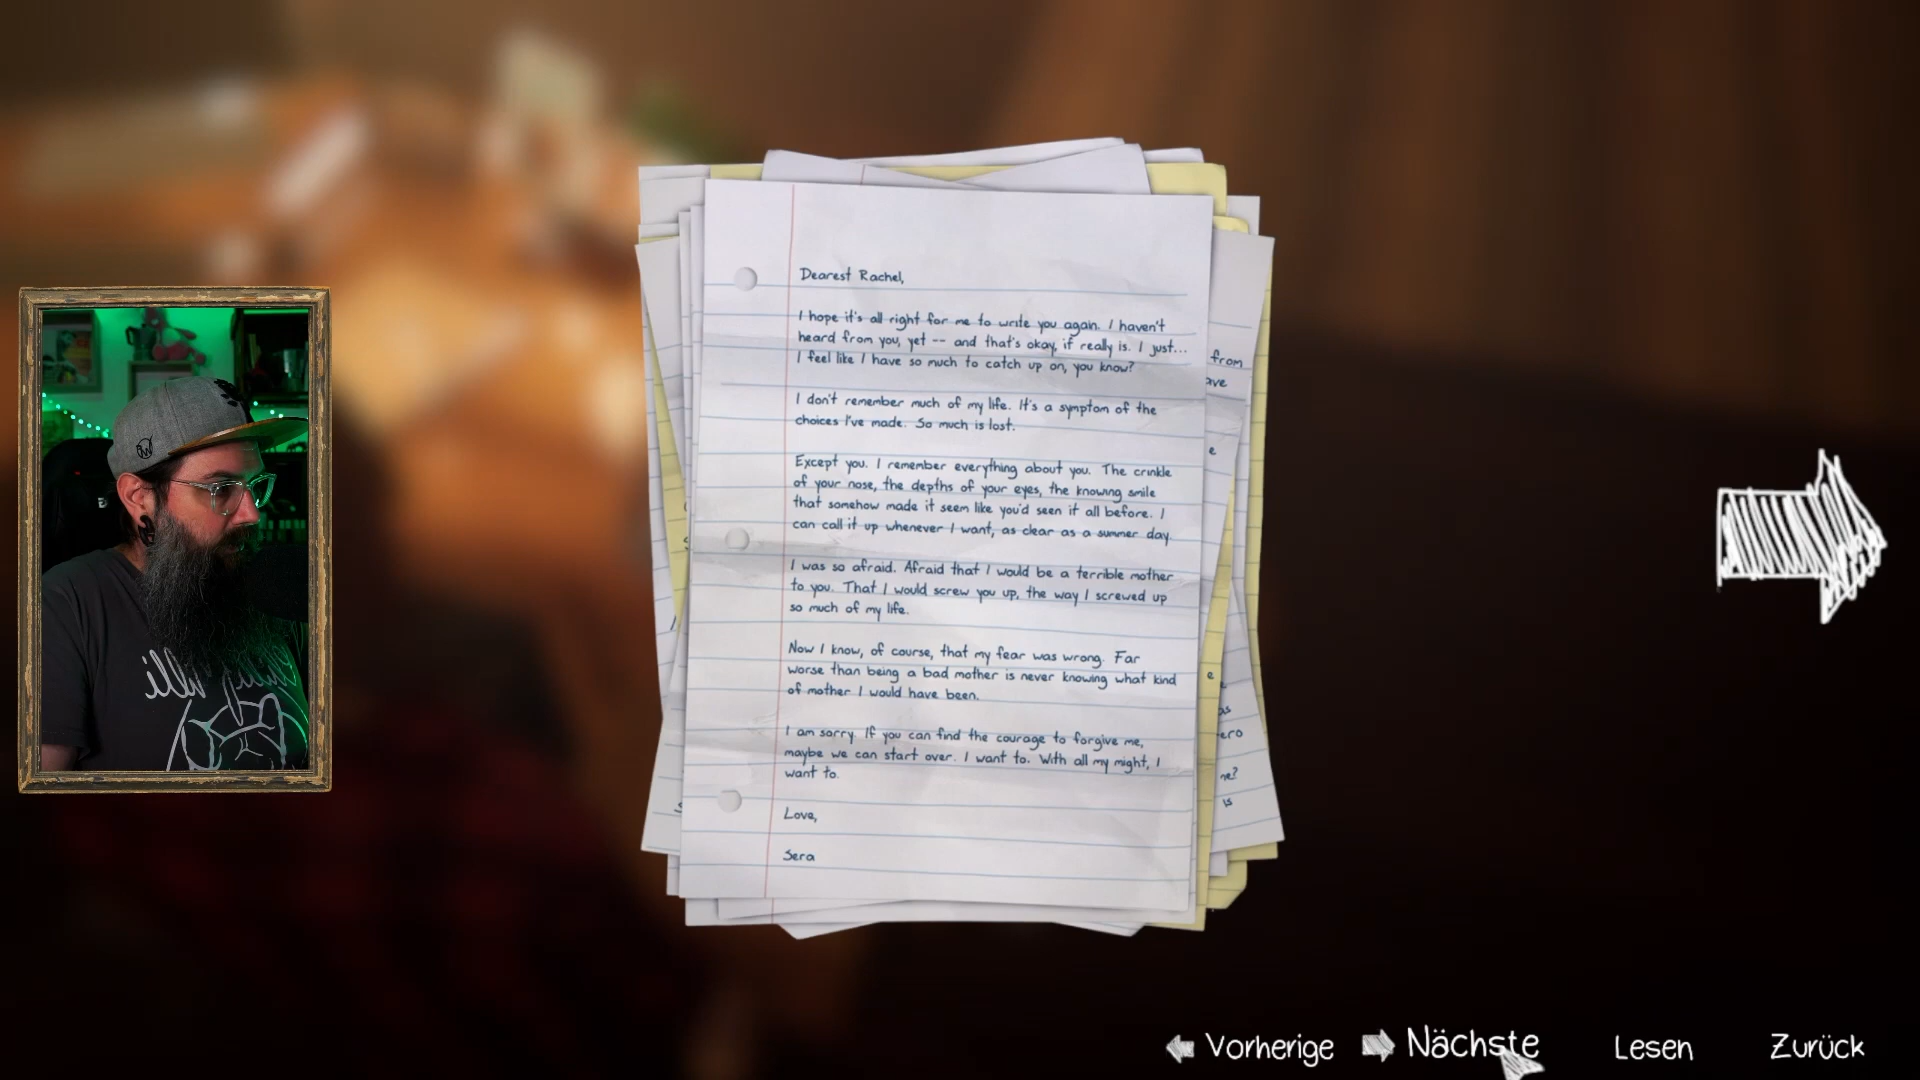 Dearest Rachel,
I hope it's all right for me to write you again. I haven't
heard from you, yet -- and that's okay, if really is. I just...
I feel like I have so much to catch up on, you know?
I don't remember much of my life. It's a symptom of the
choices I've made. So much is lost.
Except you. I remember everything about you. The crinkle
of your nose, the depths of your eyes, the knowing smile
that somehow made it seem like you'd seen it all before. I
can call it up whenever I want, as clear as a summer day.
I was so afraid. Afraid that I would be a terrible mother
to you. That I would screw you up, the way I screwed up
so much of my life.
Now I know, of course, that my fear was wrong. Far
worse than being a bad mother is never knowing what kind
of mother I would have been.
I am sorry. If you can find the courage to forgive me,
maybe we can start over. I want to. With all my might, I
want to.
Love,
Sera
from
ave
e
e
as
ero
me?
is
Vorherige
Nächste
Lesen
Zurück